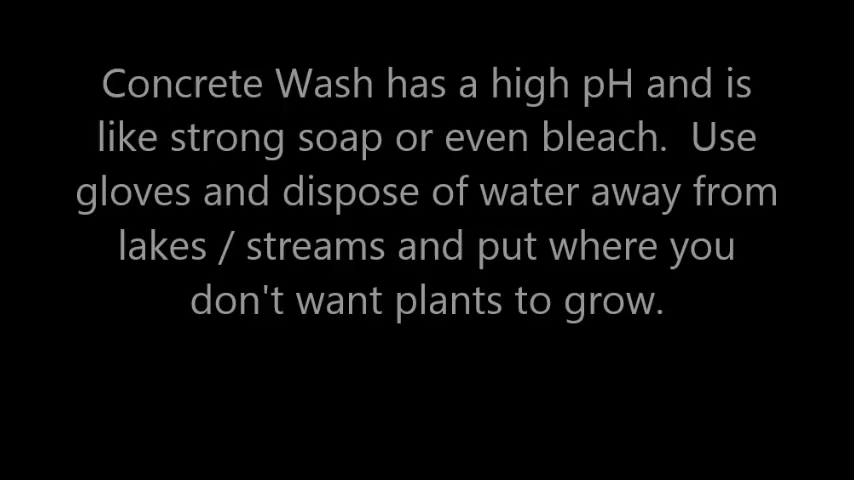 Concrete Wash has a high pH and is
like strong soap or even bleach.  Use
gloves and dispose of water away from
lakes / streams and put where you
don't want plants to grow.